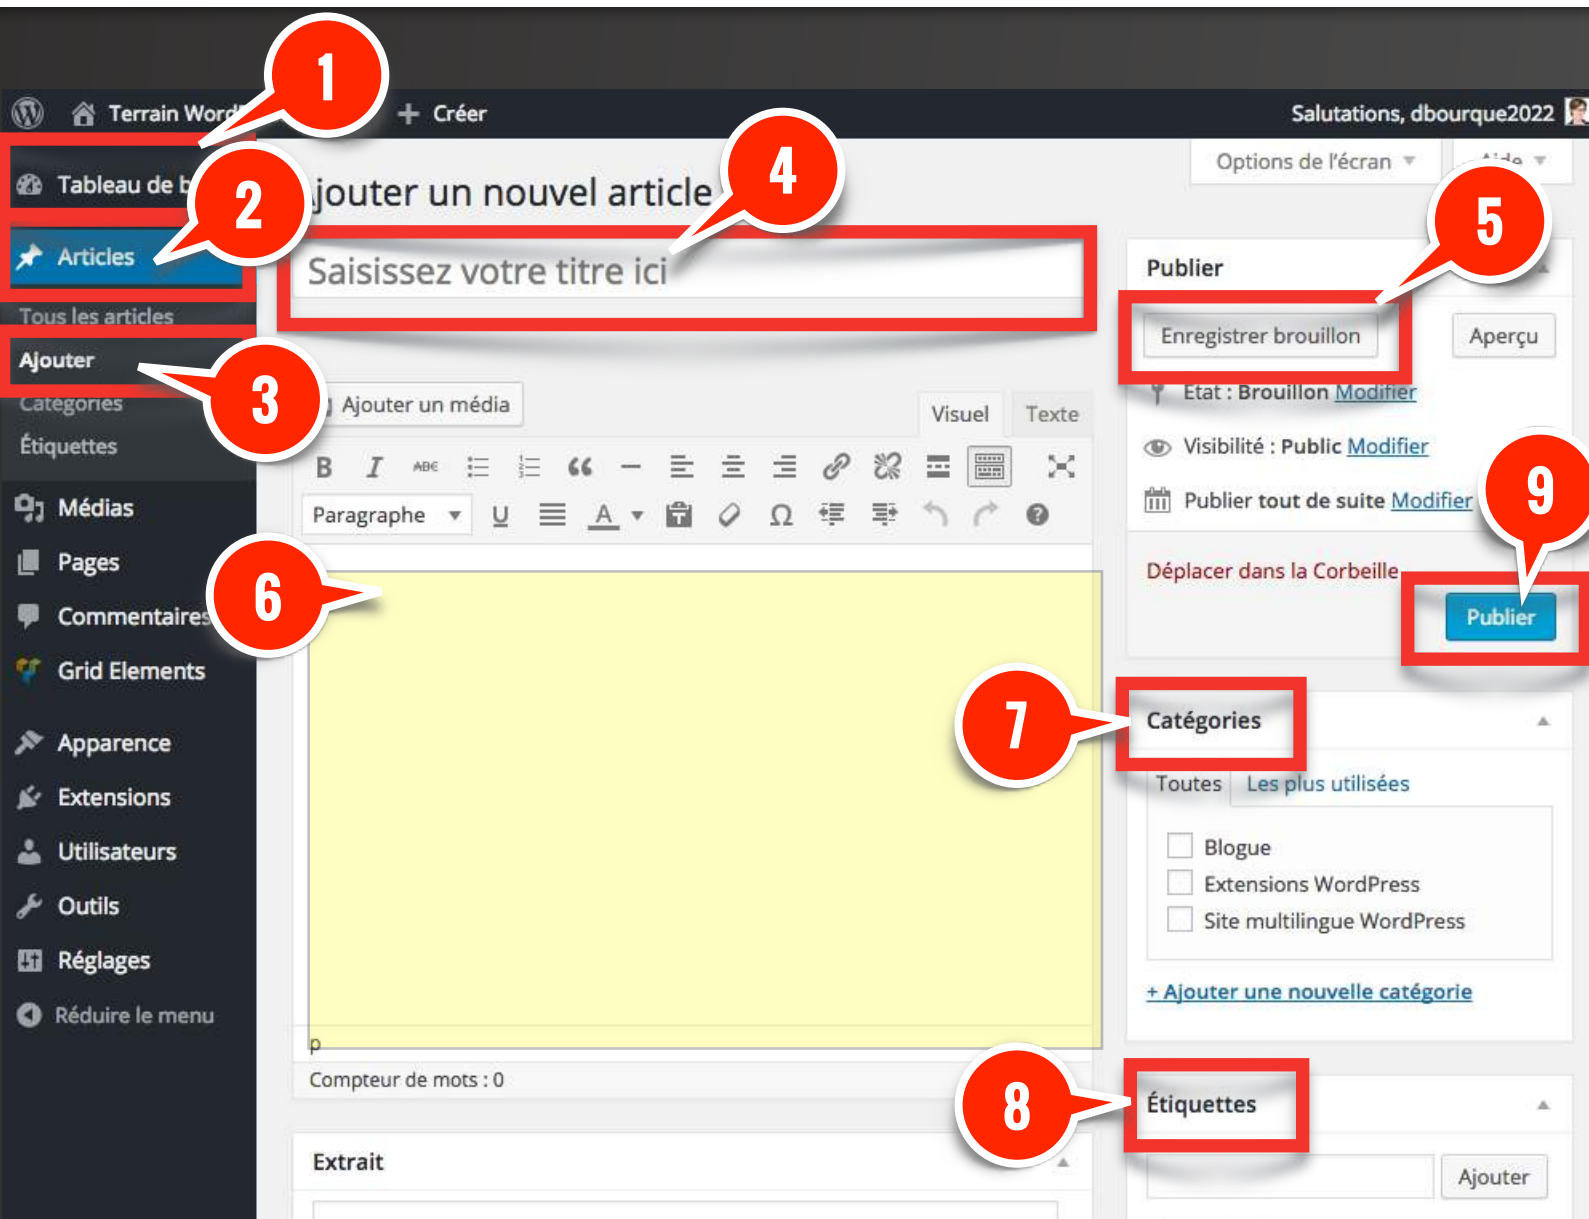 1
Terrain Word
+ Créer
Salutations, dbourque2022
Tableau de b
2
Ajouter un nouvel article
4
Options de l'écran
Aide
5
Articles
Saisissez votre titre ici
Publier
Tous les articles
Ajouter
3
Catégories
Étiquettes
Enregistrer brouillon
Aperçu
État : Brouillon Modifier
Ajouter un média
Visuel
Texte
Visibilité : Public Modifier
B I ABC
Publier tout de suite Modifier
9
Paragraphe
U
A
Ω
Médias
Pages
Commentaires
Grid Elements
Apparence
Extensions
Utilisateurs
Outils
Réglages
Réduire le menu
6
Déplacer dans la Corbeille
Publier
7
Catégories
Toutes
Les plus utilisées
Blogue
Extensions WordPress
Site multilingue WordPress
+ Ajouter une nouvelle catégorie
p
Compteur de mots : 0
8
Étiquettes
Extrait
Ajouter